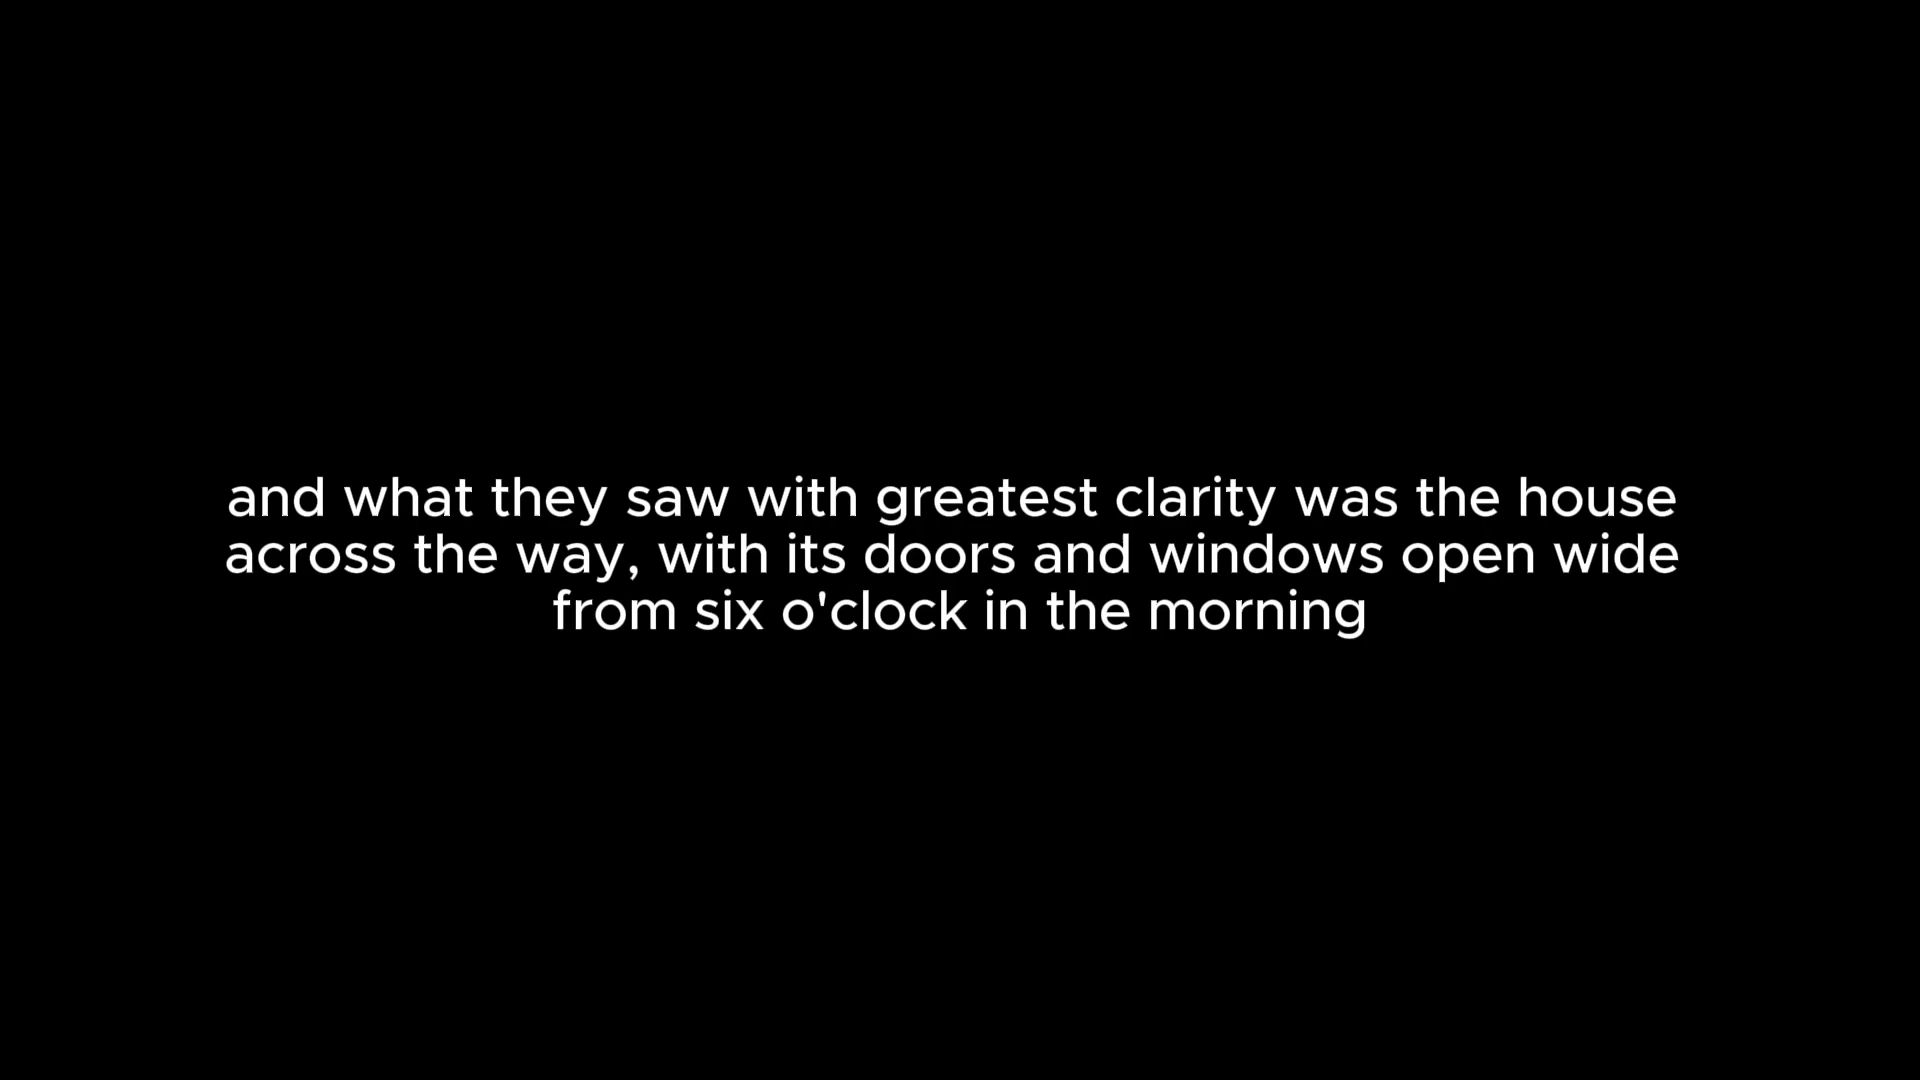 and what they saw with greatest clarity was the house
across the way, with its doors and windows open wide
from six o'clock in the morning